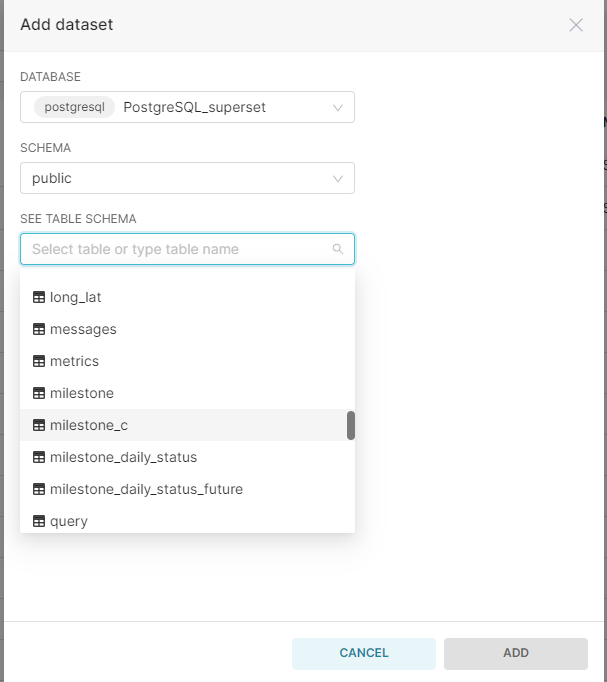 Add dataset
DATABASE
postgresql PostgreSQL_superset
SCHEMA
public
SEE TABLE SCHEMA
Select table or type table name
long_lat
messages
metrics
milestone
milestone_c
milestone_daily_status
milestone_daily_status_future
query
CANCEL ADD